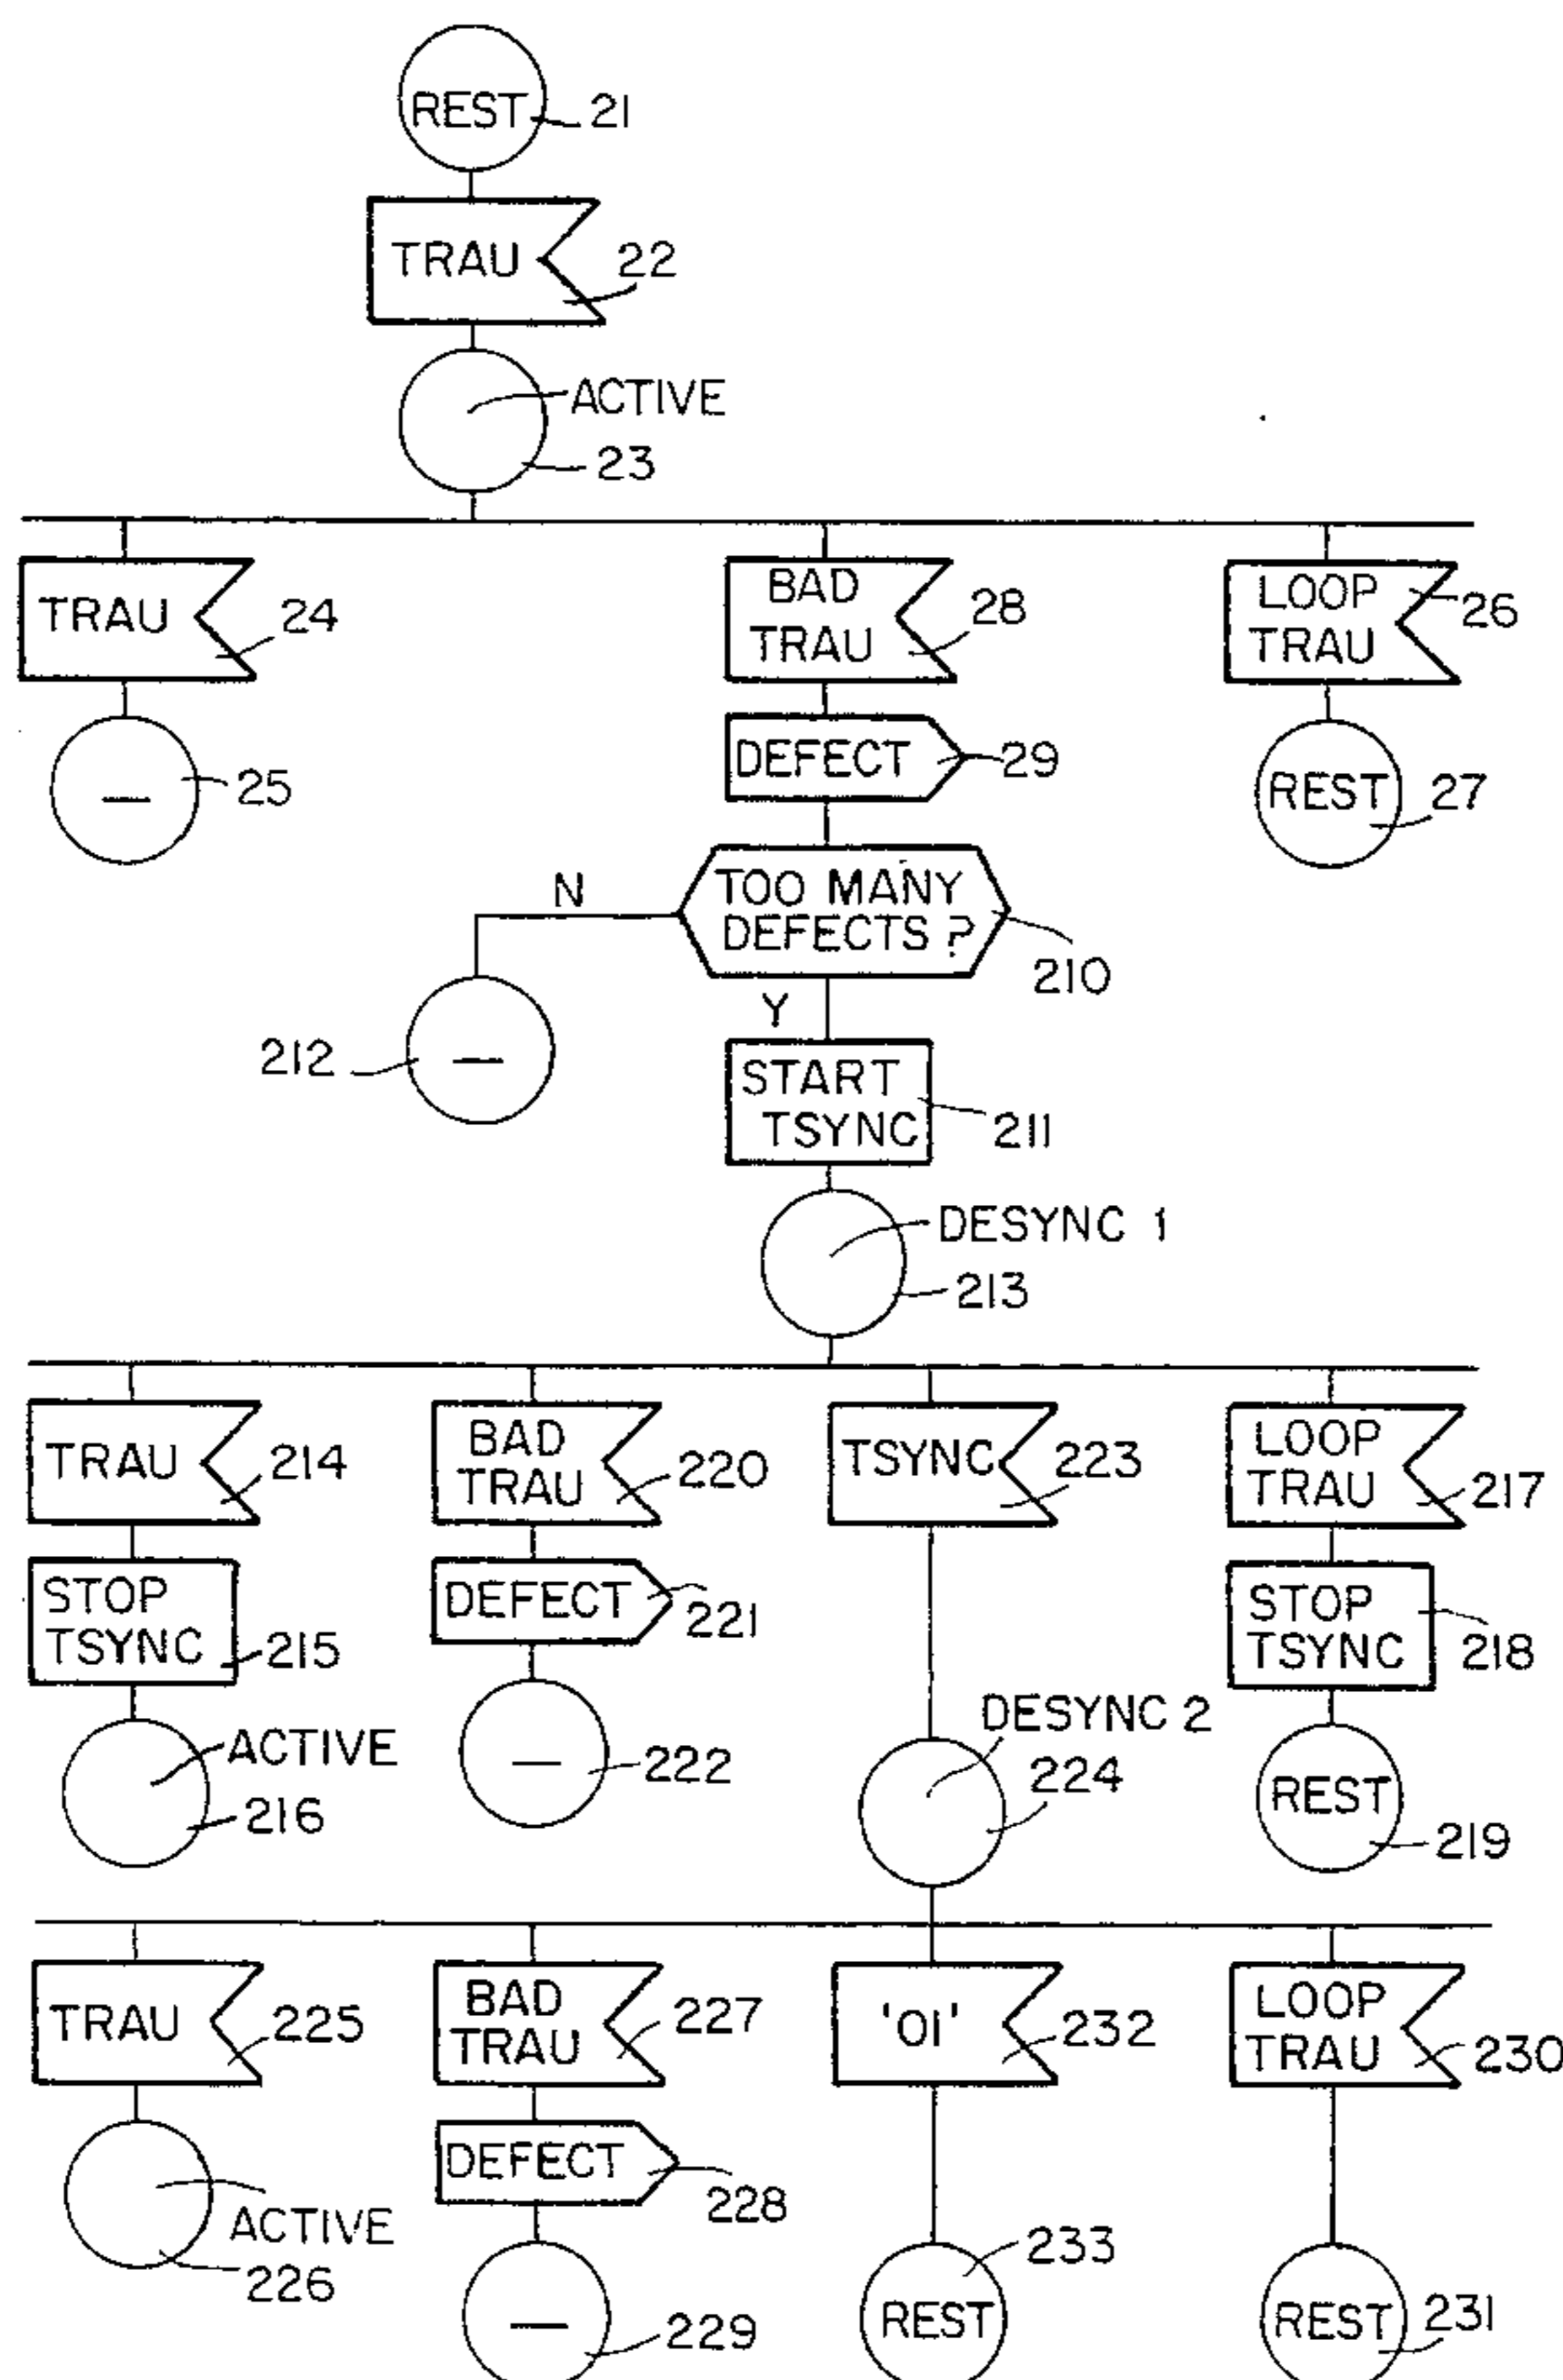 REST 21
TRAU 22
ACTIVE
23
TRAU 24
BAD
TRAU 28
LOOP
TRAU 26
– 25
DEFECT 29
REST 27
N
TOO MANY
DEFECTS ?
210
Y
212 –
START
TSYNC 211
DESYNC 1
213
TRAU 214
BAD
TRAU 220
TSYNC 223
LOOP
TRAU 217
STOP
TSYNC 215
DEFECT 221
STOP
TSYNC 218
ACTIVE
216
– 222
DESYNC 2
224
REST 219
TRAU 225
BAD
TRAU 227
'01' 232
LOOP
TRAU 230
ACTIVE
226
DEFECT 228
– 229
REST 233
REST 231